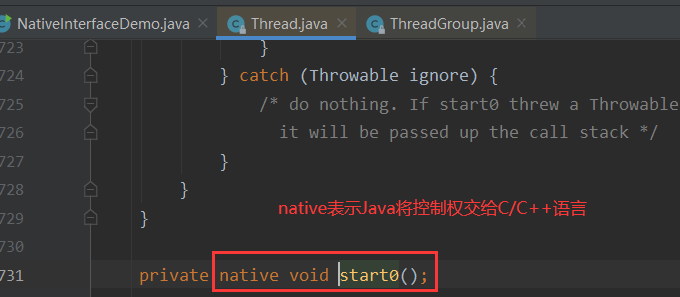 NativeInterfaceDemo.java Thread.java ThreadGroup.java
723 }
724 } catch (Throwable ignore) {
725 /* do nothing. If start0 threw a Throwable
726 it will be passed up the call stack */
727 }
728 }
native表示Java将控制权交给C/C++语言
729 }
730
731 private native void start0();